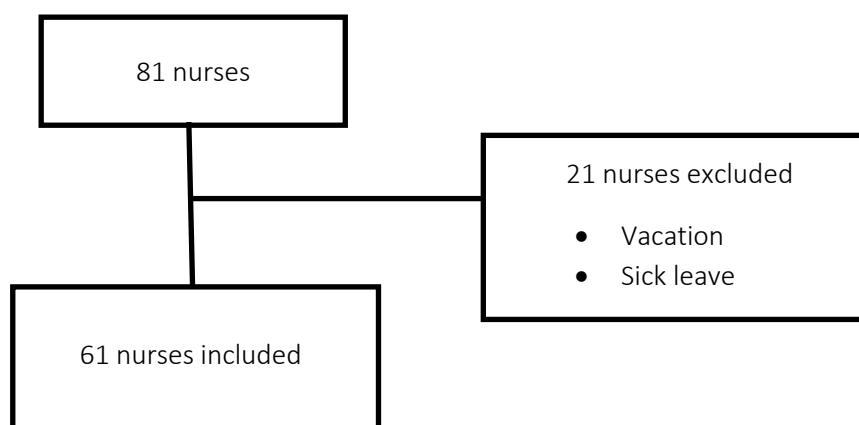 81 nurses
21 nurses excluded
• Vacation
• Sick leave
61 nurses included